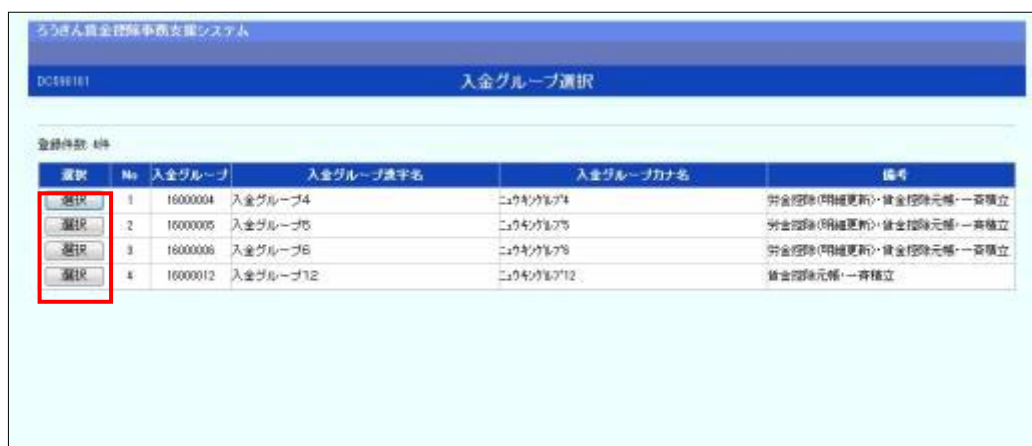 ろうきん賃金控除事務支援システム
DC590101 入金グループ選択
登録件数 4件
選択 No 入金グループ 入金グループ漢字名 入金グループカナ名 備考
選択 1 16000004 入金グループ4 ニュウキングループ4 労金控除(明細更新)・賃金控除元帳・一斉積立
選択 2 16000005 入金グループ5 ニュウキングループ5 労金控除(明細更新)・賃金控除元帳・一斉積立
選択 3 16000006 入金グループ6 ニュウキングループ6 労金控除(明細更新)・賃金控除元帳・一斉積立
選択 4 16000012 入金グループ12 ニュウキングループ12 賃金控除元帳・一斉積立